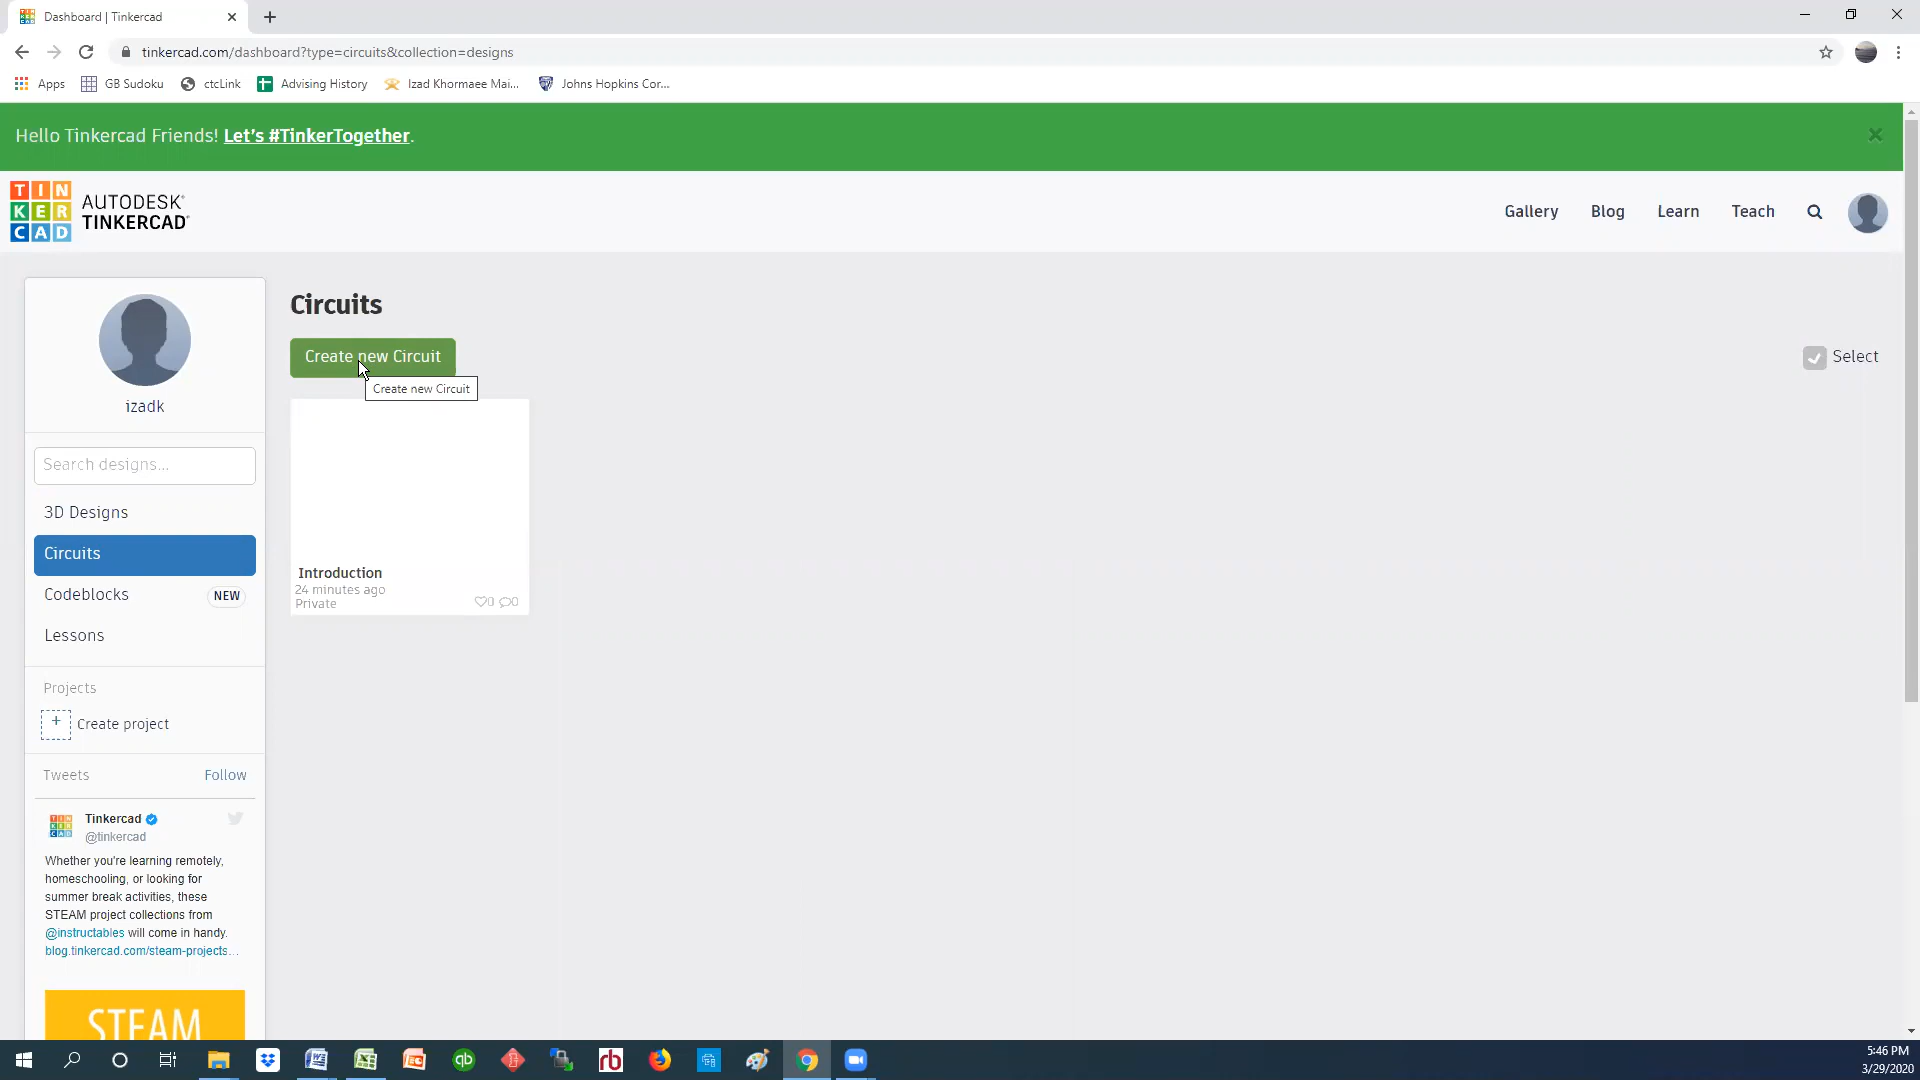 Dashboard | Tinkercad
tinkercad.com/dashboard?type=circuits&collection=designs
Apps GB Sudoku ctcLink Advising History Izad Khormaee Mai... Johns Hopkins Cor...
Hello Tinkercad Friends! Let's #TinkerTogether.
TIN
KER
CAD
AUTODESK®
TINKERCAD®
Gallery Blog Learn Teach
izadk
Search designs...
3D Designs
Circuits
Codeblocks NEW
Lessons
Projects
+ Create project
Tweets Follow
Tinkercad
@tinkercad
Whether you're learning remotely,
homeschooling, or looking for
summer break activities, these
STEAM project collections from
@instructables will come in handy.
blog.tinkercad.com/steam-projects…
STEAM
Circuits
Create new Circuit
Select
Create new Circuit
Introduction
24 minutes ago
Private
0 0
rb
5:46 PM
3/29/2020